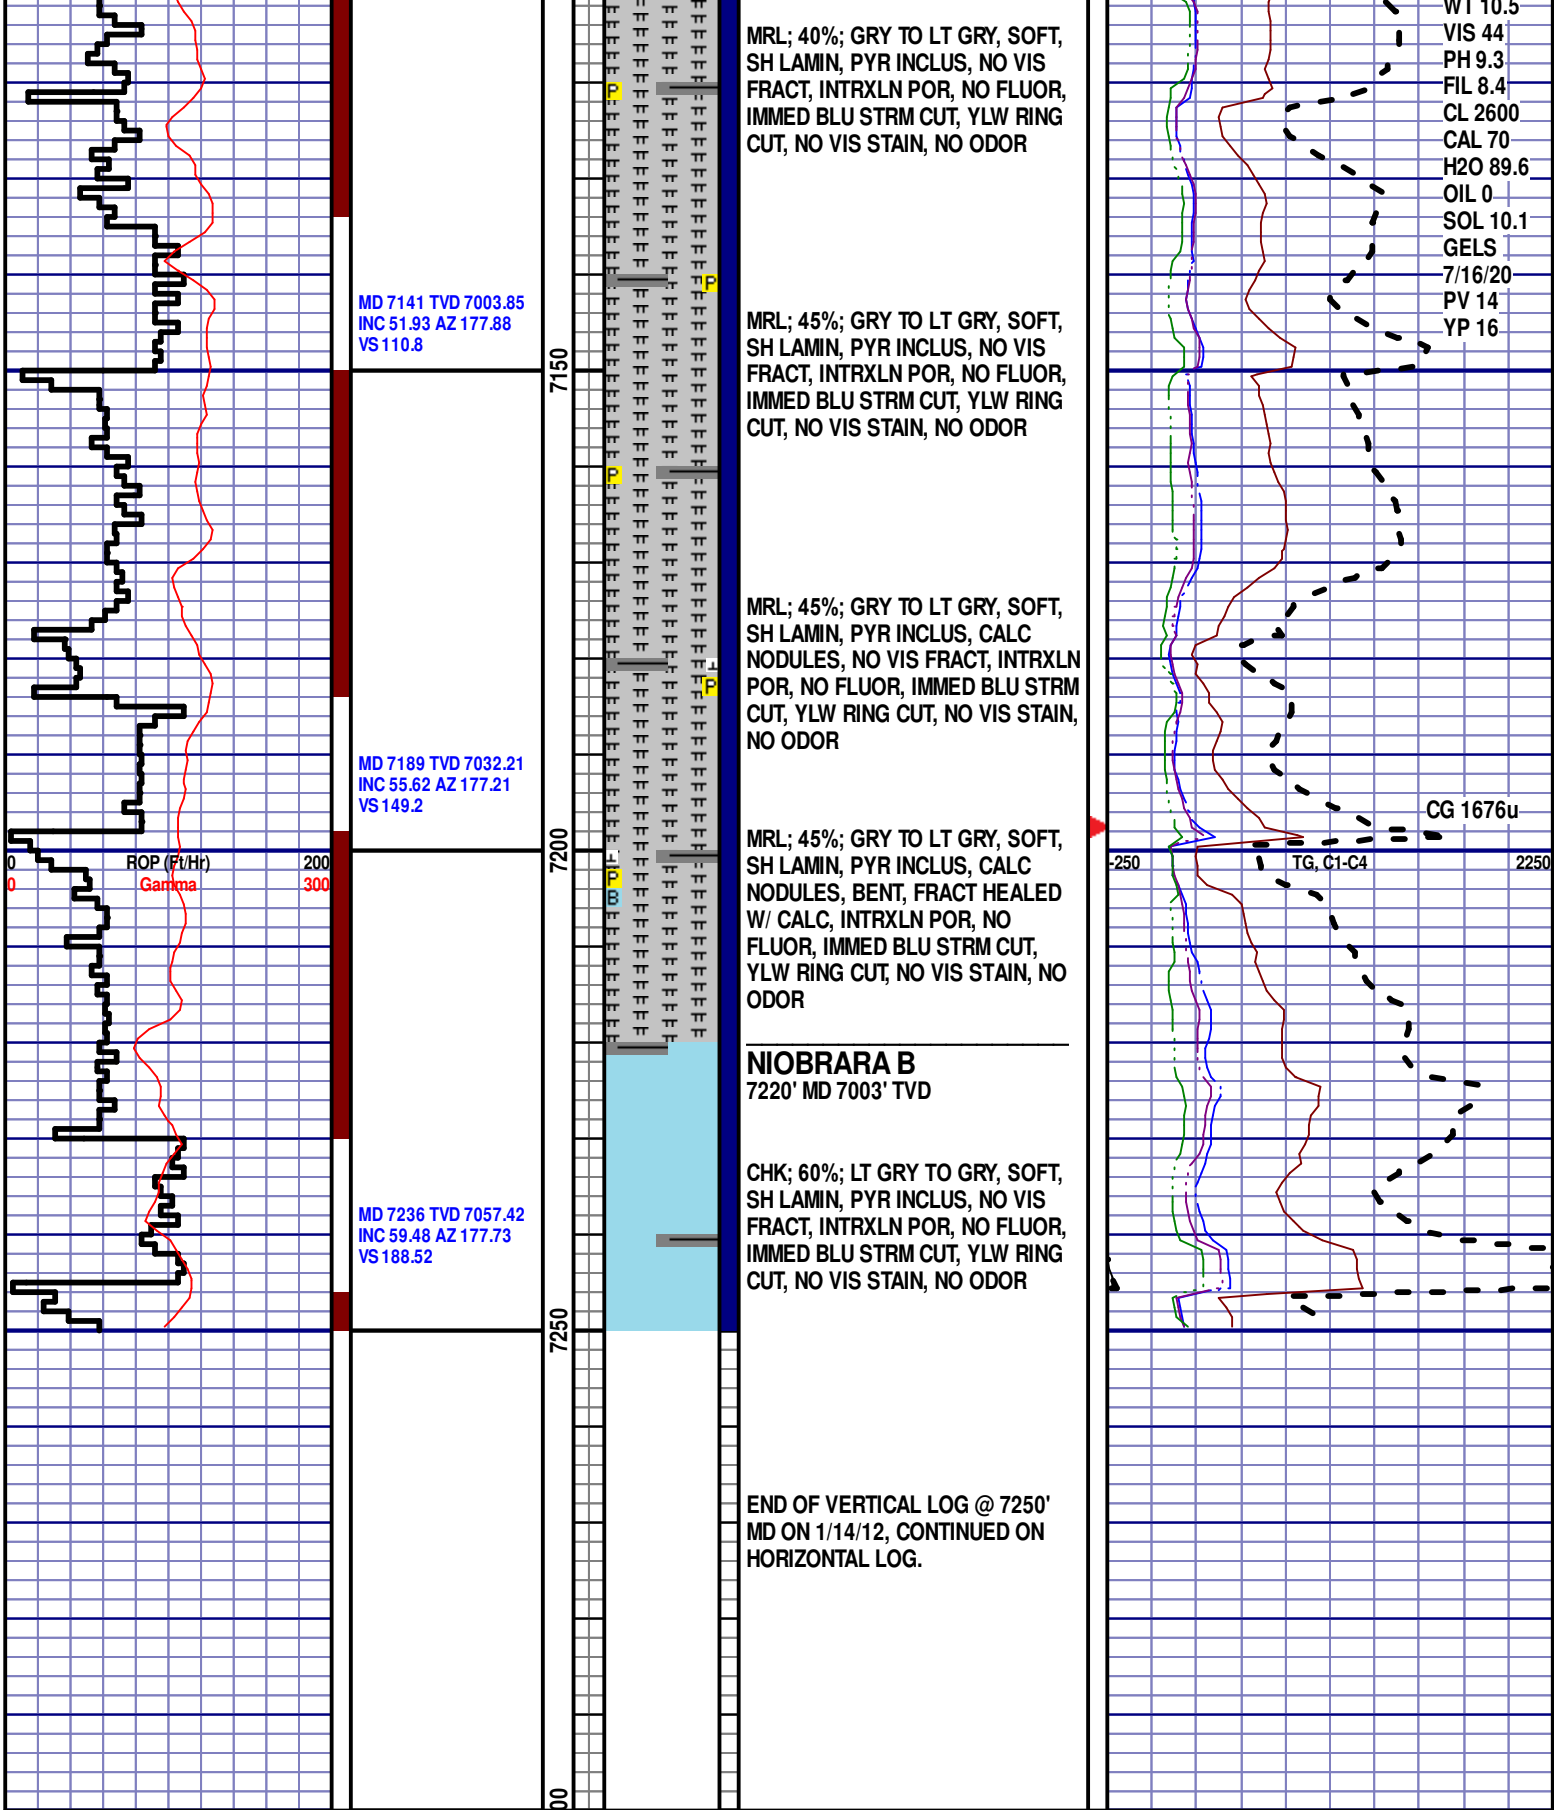 WT 10.5
VIS 44
PH 9.3
FIL 8.4
CL 2600
CAL 70
H2O 89.6
OIL 0
SOL 10.1
GELS
7/16/20
PV 14
YP 16
MRL; 40%; GRY TO LT GRY, SOFT,
SH LAMIN, PYR INCLUS, NO VIS
FRACT, INTRXLN POR, NO FLUOR,
IMMED BLU STRM CUT, YLW RING
CUT, NO VIS STAIN, NO ODOR
P
P
MD 7141 TVD 7003.85
INC 51.93 AZ 177.88
VS 110.8
7150
MRL; 45%; GRY TO LT GRY, SOFT,
SH LAMIN, PYR INCLUS, NO VIS
FRACT, INTRXLN POR, NO FLUOR,
IMMED BLU STRM CUT, YLW RING
CUT, NO VIS STAIN, NO ODOR
P
MRL; 45%; GRY TO LT GRY, SOFT,
SH LAMIN, PYR INCLUS, CALC
NODULES, NO VIS FRACT, INTRXLN
POR, NO FLUOR, IMMED BLU STRM
CUT, YLW RING CUT, NO VIS STAIN,
NO ODOR
P
MD 7189 TVD 7032.21
INC 55.62 AZ 177.21
VS 149.2
CG 1676u
7200
0 ROP (Ft/Hr) 200
0 Gamma 300
-250 TG, C1-C4 2250
P
B
MRL; 45%; GRY TO LT GRY, SOFT,
SH LAMIN, PYR INCLUS, CALC
NODULES, BENT, FRACT HEALED
W/ CALC, INTRXLN POR, NO
FLUOR, IMMED BLU STRM CUT,
YLW RING CUT, NO VIS STAIN, NO
ODOR
NIOBRARA B
7220' MD 7003' TVD
CHK; 60%; LT GRY TO GRY, SOFT,
SH LAMIN, PYR INCLUS, NO VIS
FRACT, INTRXLN POR, NO FLUOR,
IMMED BLU STRM CUT, YLW RING
CUT, NO VIS STAIN, NO ODOR
MD 7236 TVD 7057.42
INC 59.48 AZ 177.73
VS 188.52
7250
END OF VERTICAL LOG @ 7250'
MD ON 1/14/12, CONTINUED ON
HORIZONTAL LOG.
00